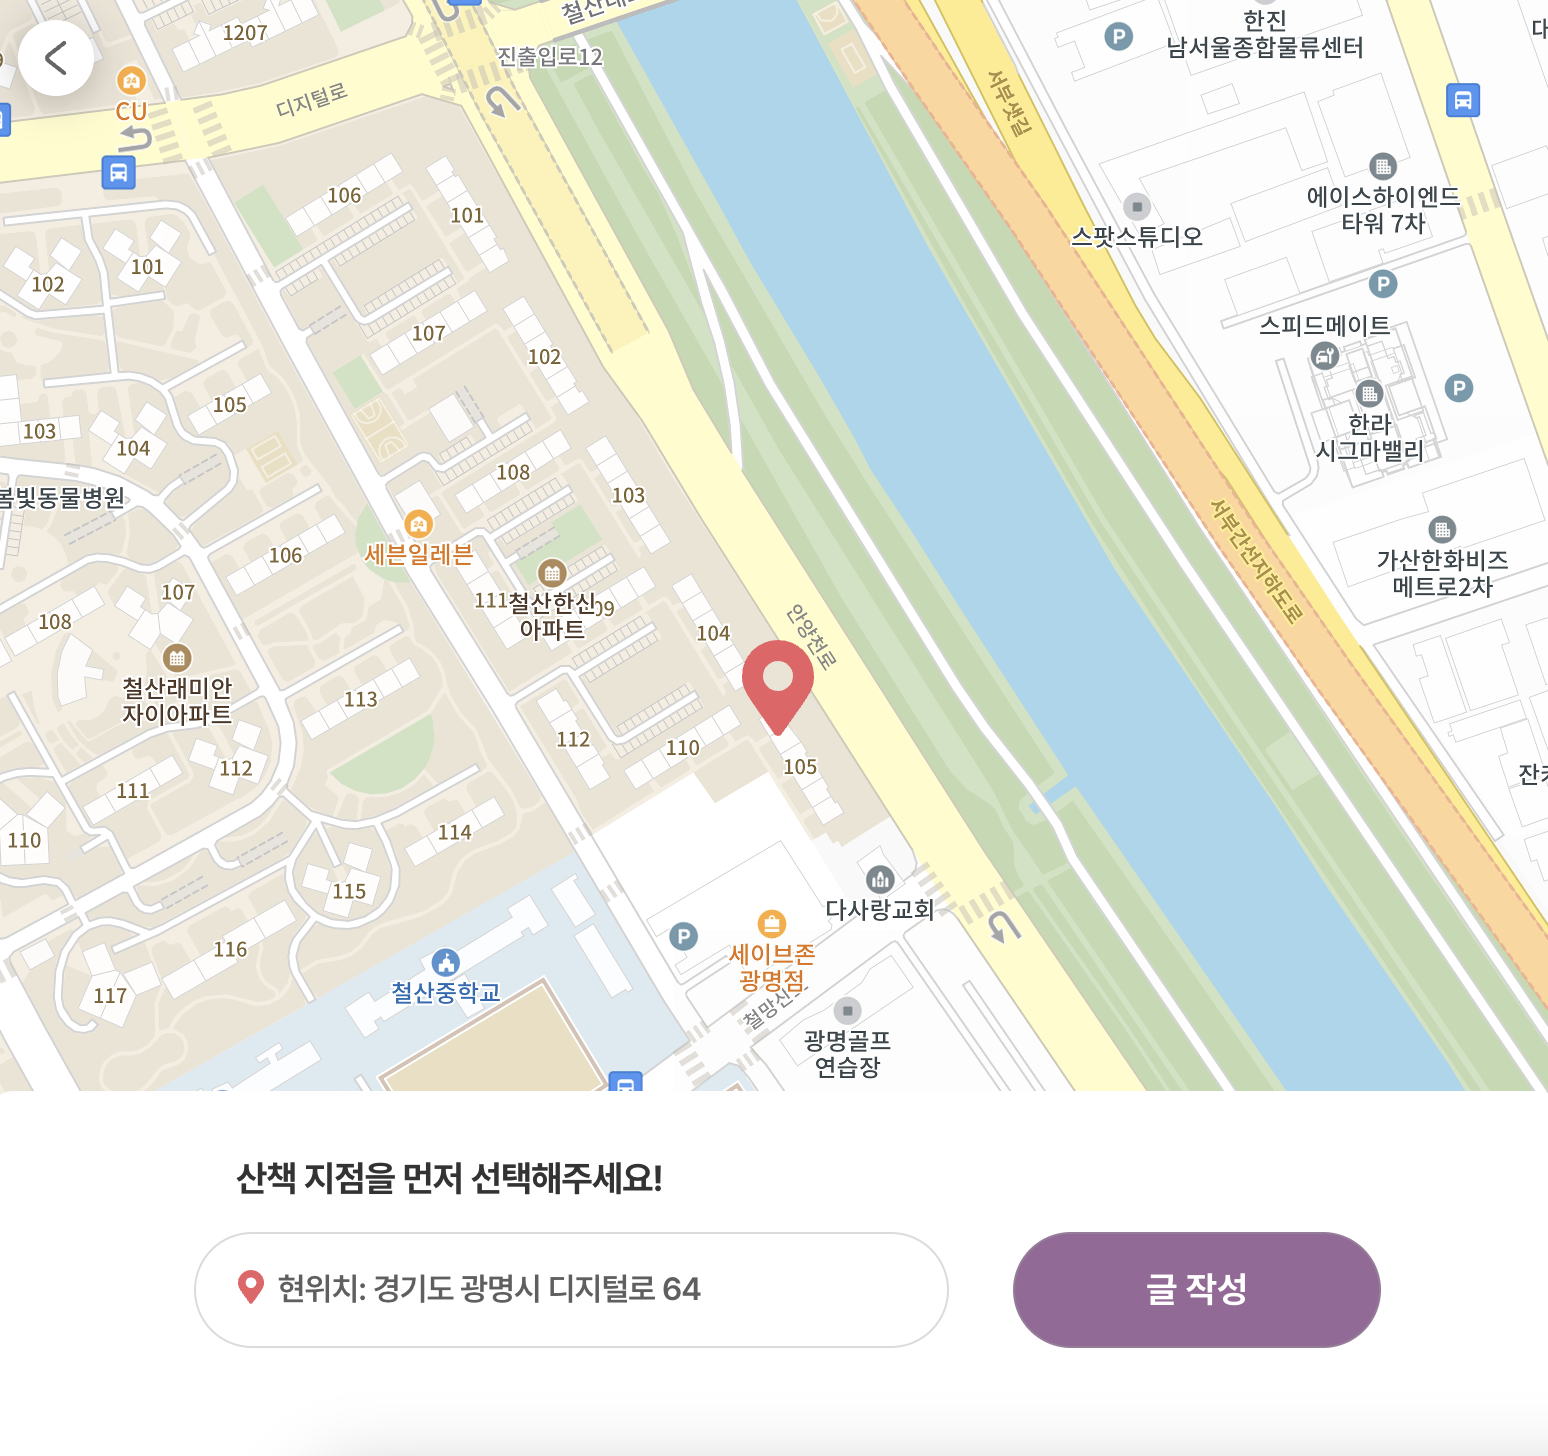 1207
진출입로12
한진
남서울종합물류센터
P
CU
디지털로
서부샛길
106
101
에이스하이엔드
타워 7차
스팟스튜디오
101
102
107
102
P
스피드메이트
105
P
한라
시그마밸리
103
104
108
103
봄빛동물병원
세븐일레븐
106
서부간선지하도로
가산한화비즈
메트로2차
107
111
철산한신
아파트
09
108
104
안양천로
철산래미안
자이아파트
113
112
110
105
112
111
110
114
115
다사랑교회
116
P
세이브존
광명점
철산중학교
117
철망산로
광명골프
연습장
산책 지점을 먼저 선택해주세요!
현위치: 경기도 광명시 디지털로 64
글 작성